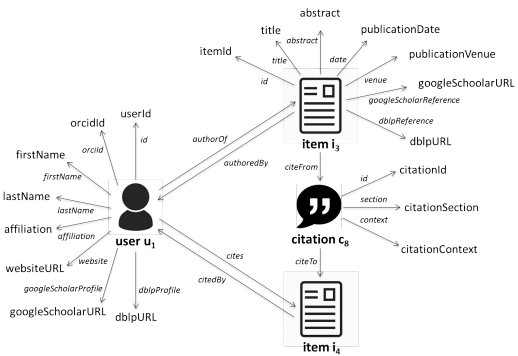 abstract
title
publicationDate
itemId
abstract
title
date
publicationVenue
id
venue
googleSchoolarURL
googleScholarReference
dblpReference
dblpURL
item i3
userId
orcidId
id
orciId
firstName
firstName
lastName
lastName
affiliation
affiliation
user u1
websiteURL
website
googleScholarProfile
googleSchoolarURL
dblpProfile
dblpURL
authorOf
authoredBy
citeFrom
id
citationId
section
citationSection
context
citationContext
citation c8
cites
citedBy
citeTo
item i4